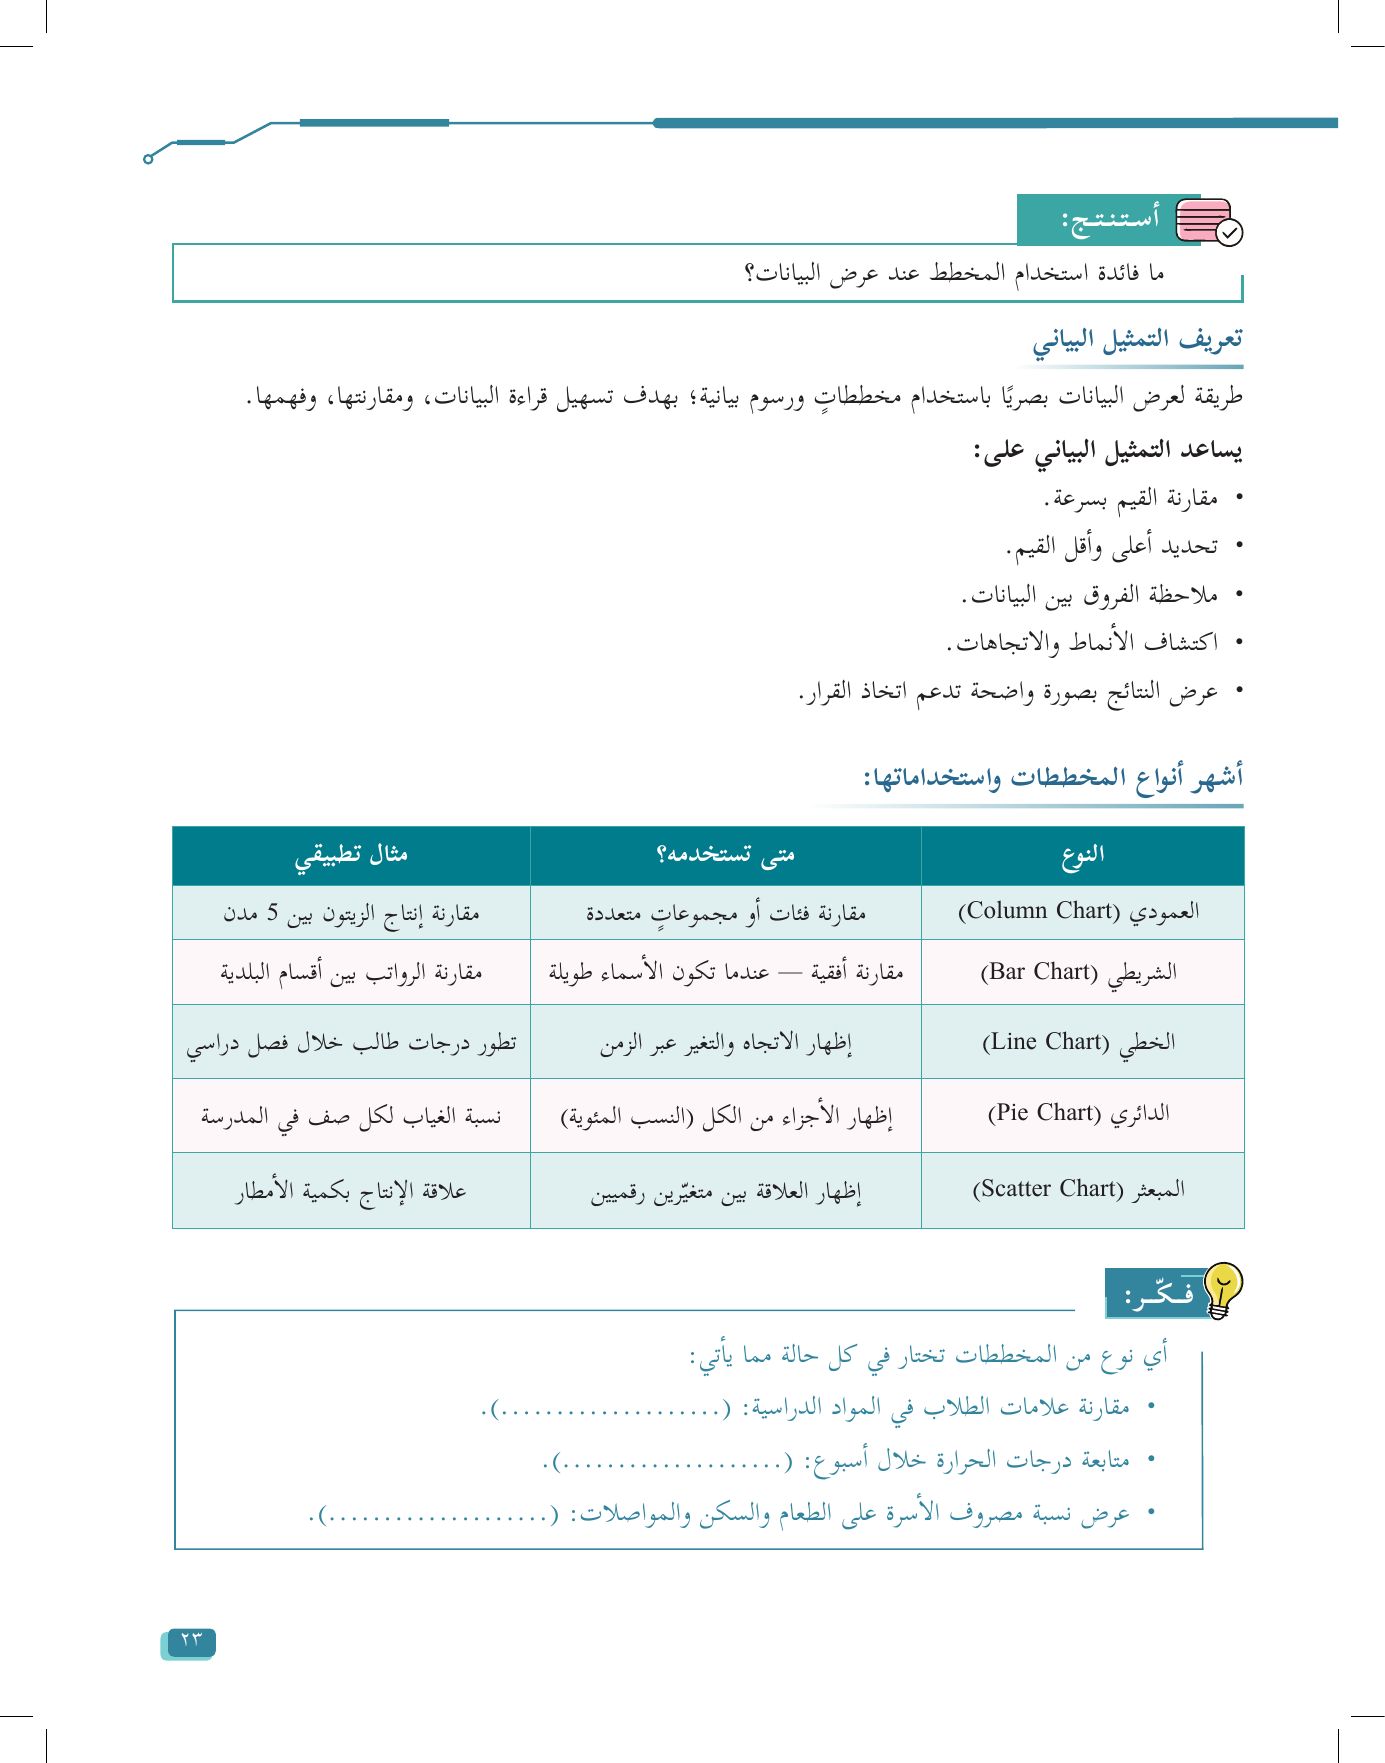 أستنتج:
ما فائدة استخدام المخطط عند عرض البيانات؟
تعريف التمثيل البياني
طريقة لعرض البيانات بصريًا باستخدام مخططاتٍ ورسوم بيانية؛ بهدف تسهيل قراءة البيانات، ومقارنتها، وفهمها.
يساعد التمثيل البياني على:
• مقارنة القيم بسرعة.
• تحديد أعلى وأقل القيم.
• ملاحظة الفروق بين البيانات.
• اكتشاف الأنماط والاتجاهات.
• عرض النتائج بصورة واضحة تدعم اتخاذ القرار.
أشهر أنواع المخططات واستخداماتها:
النوع متى تستخدمه؟ مثال تطبيقي
العمودي (Column Chart) مقارنة فئات أو مجموعاتٍ متعددة مقارنة إنتاج الزيتون بين 5 مدن
الشريطي (Bar Chart) مقارنة أفقية — عندما تكون الأسماء طويلة مقارنة الرواتب بين أقسام البلدية
الخطي (Line Chart) إظهار الاتجاه والتغير عبر الزمن تطور درجات طالب خلال فصل دراسي
الدائري (Pie Chart) إظهار الأجزاء من الكل (النسب المئوية) نسبة الغياب لكل صف في المدرسة
المبعثر (Scatter Chart) إظهار العلاقة بين متغيّرين رقميين علاقة الإنتاج بكمية الأمطار
فـكّـر:
أي نوع من المخططات تختار في كل حالة مما يأتي:
• مقارنة علامات الطلاب في المواد الدراسية: (....................).
• متابعة درجات الحرارة خلال أسبوع: (....................).
• عرض نسبة مصروف الأسرة على الطعام والسكن والمواصلات: (....................).
٢٣